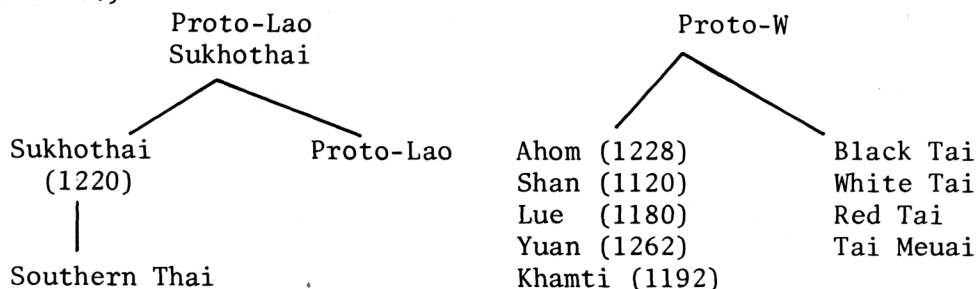 Proto-Lao
Sukhothai
Proto-W
Sukhothai
(1220)
Proto-Lao
Southern Thai
Ahom (1228)
Shan (1120)
Lue (1180)
Yuan (1262)
Khamti (1192)
Black Tai
White Tai
Red Tai
Tai Meuai